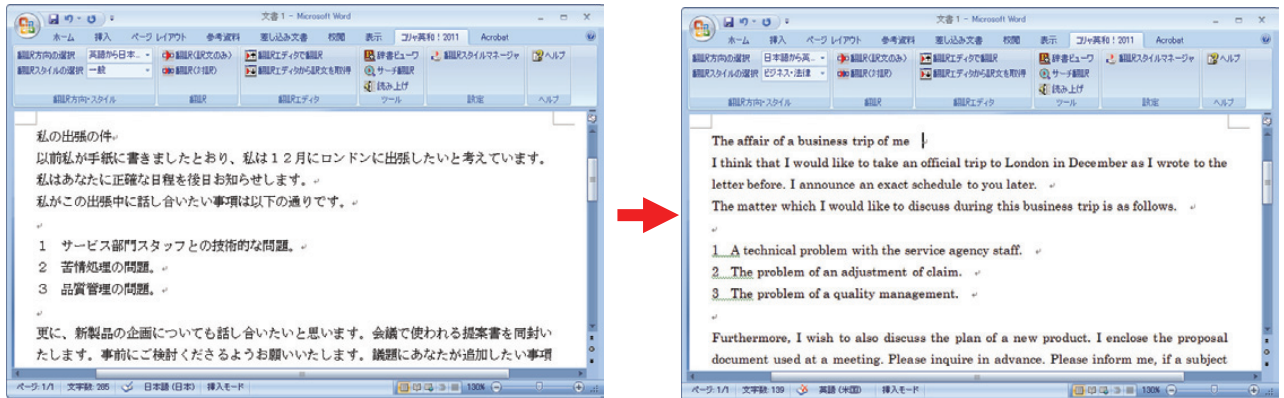 文書 1 - Microsoft Word
ホーム 挿入 ページ レイアウト 参考資料 差し込み文書 校閲 表示 コリャ英和！2011 Acrobat
翻訳方向の選択 英語から日本... 翻訳(訳文のみ) 翻訳エディタで翻訳 辞書ビューワ 翻訳スタイルマネージャ ヘルプ
翻訳スタイルの選択 一般 翻訳(力訳) 翻訳エディタから訳文を取得 サーチ翻訳
読み上げ
翻訳方向・スタイル 翻訳 翻訳エディタ ツール 設定 ヘルプ
私の出張の件
以前私が手紙に書きましたとおり、私は１２月にロンドンに出張したいと考えています。
私はあなたに正確な日程を後日お知らせします。
私がこの出張中に話し合いたい事項は以下の通りです。
1 サービス部門スタッフとの技術的な問題。
2 苦情処理の問題。
3 品質管理の問題。
更に、新製品の企画についても話し合いたいと思います。会議で使われる提案書を同封い
たします。事前にご検討くださるようお願いいたします。議題にあなたが追加したい事項
ページ: 1/1 文字数: 285 日本語 (日本) 挿入モード 130%
文書 1 - Microsoft Word
ホーム 挿入 ページ レイアウト 参考資料 差し込み文書 校閲 表示 コリャ英和！2011 Acrobat
翻訳方向の選択 日本語から英... 翻訳(訳文のみ) 翻訳エディタで翻訳 辞書ビューワ 翻訳スタイルマネージャ ヘルプ
翻訳スタイルの選択 ビジネス・法律 翻訳エディタから訳文を取得 サーチ翻訳
読み上げ
翻訳方向・スタイル 翻訳 翻訳エディタ ツール 設定 ヘルプ
The affair of a business trip of me
I think that I would like to take an official trip to London in December as I wrote to the
letter before. I announce an exact schedule to you later.
The matter which I would like to discuss during this business trip is as follows.
1 A technical problem with the service agency staff.
2 The problem of an adjustment of claim.
3 The problem of a quality management.
Furthermore, I wish to also discuss the plan of a new product. I enclose the proposal
document used at a meeting. Please inquire in advance. Please inform me, if a subject
ページ: 1/1 文字数: 139 英語 (米国) 挿入モード 130%